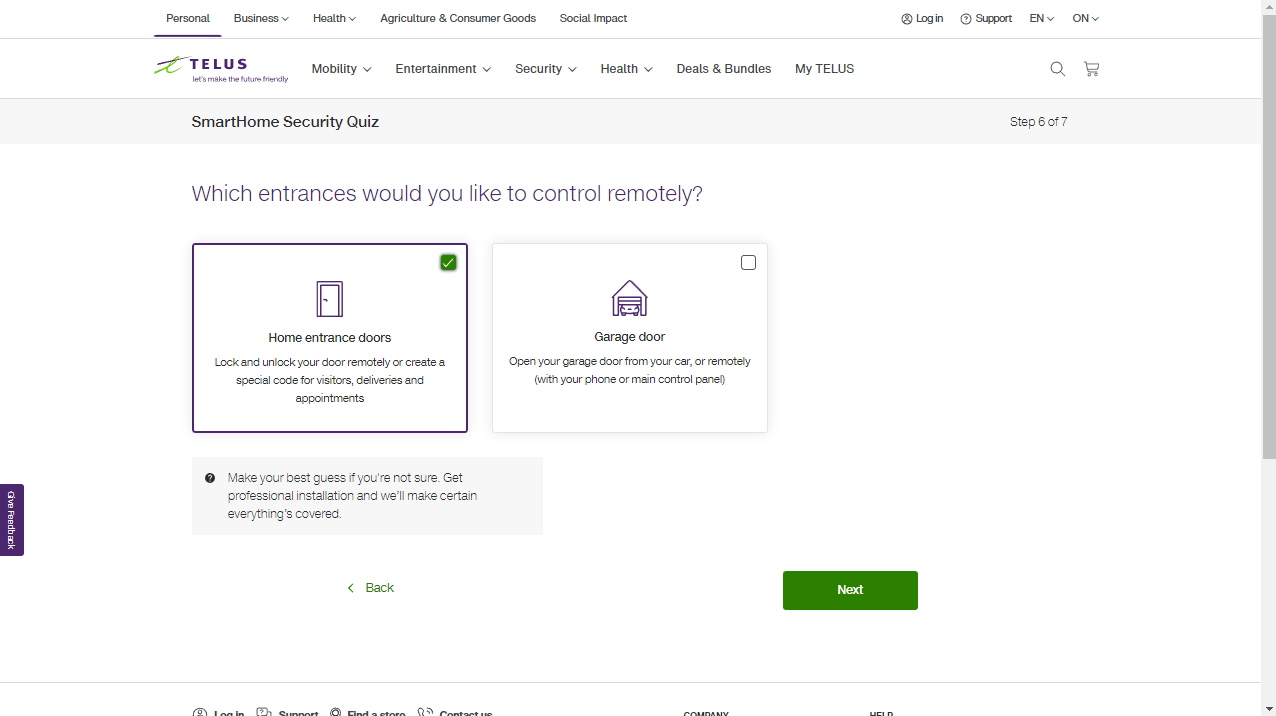 Personal Business Health Agriculture & Consumer Goods Social Impact Log in Support EN ON
TELUS
let's make the future friendly
Mobility Entertainment Security Health Deals & Bundles My TELUS
SmartHome Security Quiz Step 6 of 7
Which entrances would you like to control remotely?
Home entrance doors
Lock and unlock your door remotely or create a
special code for visitors, deliveries and
appointments
Garage door
Open your garage door from your car, or remotely
(with your phone or main control panel)
Make your best guess if you're not sure. Get
professional installation and we'll make certain
everything's covered.
Give Feedback
Back Next
Log in Support Find a store Contact us COMPANY HELP